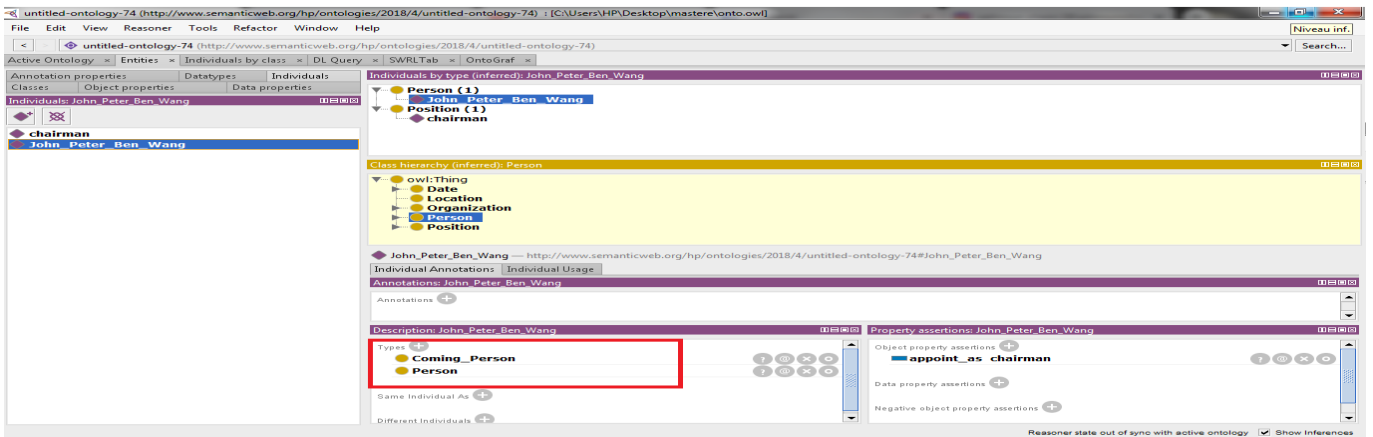 untitled-ontology-74 (http://www.semanticweb.org/hp/ontologies/2018/4/untitled-ontology-74) : [C:\Users\HP\Desktop\mastere\onto.owl]
File Edit View Reasoner Tools Refactor Window Help
Niveau inf.
< > untitled-ontology-74 (http://www.semanticweb.org/hp/ontologies/2018/4/untitled-ontology-74)
Search...
Active Ontology × Entities × Individuals by class × DL Query × SWRLTab × OntoGraf ×
Annotation properties Datatypes Individuals
Classes Object properties Data properties
Individuals: John_Peter_Ben_Wang
chairman
John_Peter_Ben_Wang
Individuals by type (inferred): John_Peter_Ben_Wang
Person (1)
John_Peter_Ben_Wang
Position (1)
chairman
Class hierarchy (inferred): Person
owl:Thing
Date
Location
Organization
Person
Position
John_Peter_Ben_Wang — http://www.semanticweb.org/hp/ontologies/2018/4/untitled-ontology-74#John_Peter_Ben_Wang
Individual Annotations Individual Usage
Annotations: John_Peter_Ben_Wang
Annotations
Description: John_Peter_Ben_Wang
Types
Coming_Person
Person
Same Individual As
Different Individuals
Property assertions: John_Peter_Ben_Wang
Object property assertions
appoint_as chairman
Data property assertions
Negative object property assertions
Reasoner state out of sync with active ontology Show Inferences